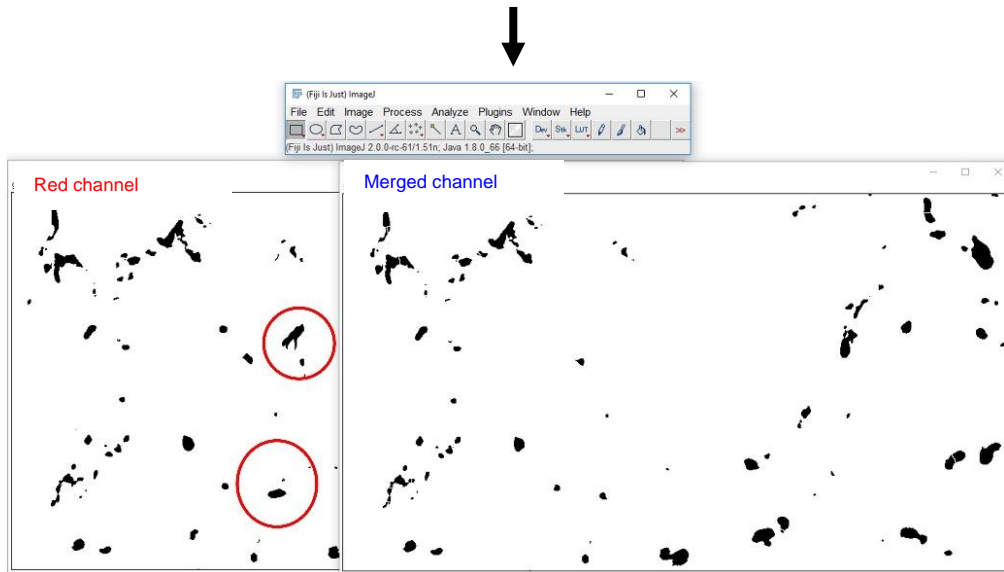 (Fiji Is Just) ImageJ
File Edit Image Process Analyze Plugins Window Help
Dev Stk LUT
(Fiji Is Just) ImageJ 2.0.0-rc-61/1.51n; Java 1.8.0_66 [64-bit];
Red channel
Merged channel